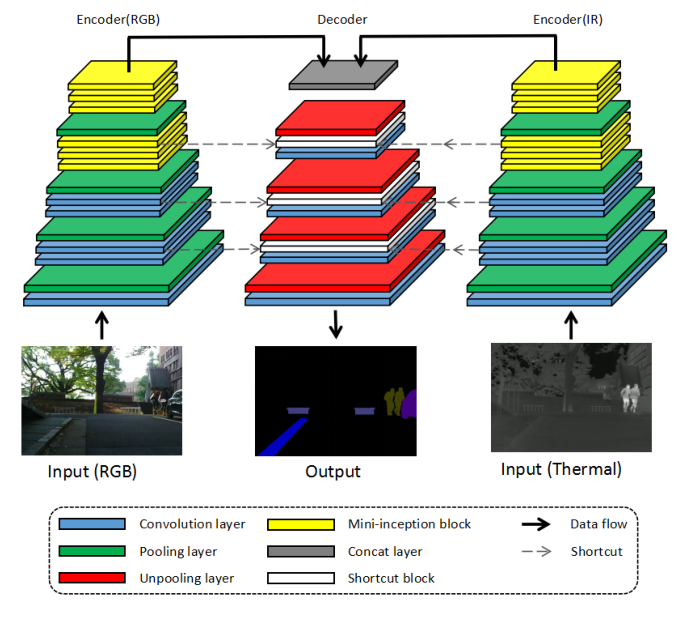 Encoder(RGB)
Decoder
Encoder(IR)
Input (RGB)
Output
Input (Thermal)
Convolution layer
Mini-inception block
Data flow
Pooling layer
Concat layer
Shortcut
Unpooling layer
Shortcut block